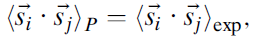 ⟨s⃗ᵢ · s⃗ⱼ⟩_P = ⟨s⃗ᵢ · s⃗ⱼ⟩_exp,